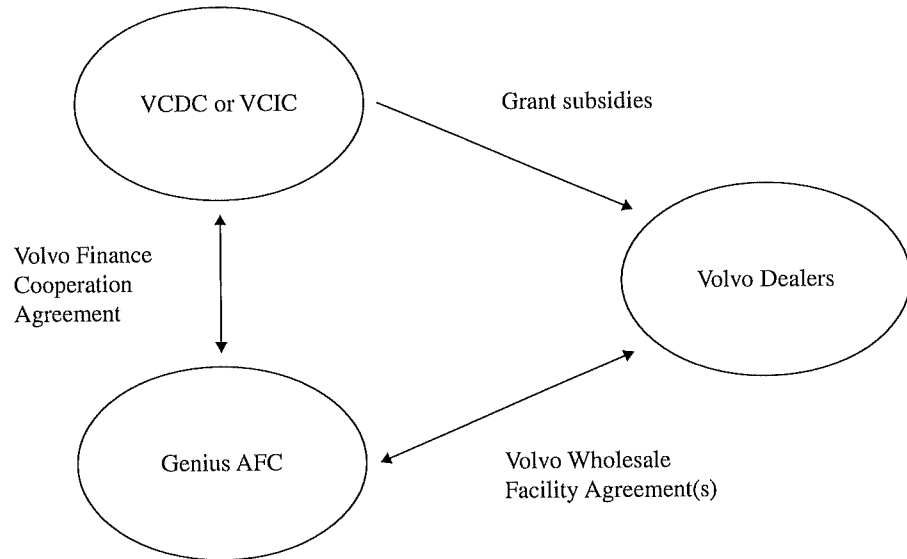 VCDC or VCIC
Grant subsidies
Volvo Dealers
Volvo Finance
Cooperation
Agreement
Genius AFC
Volvo Wholesale
Facility Agreement(s)